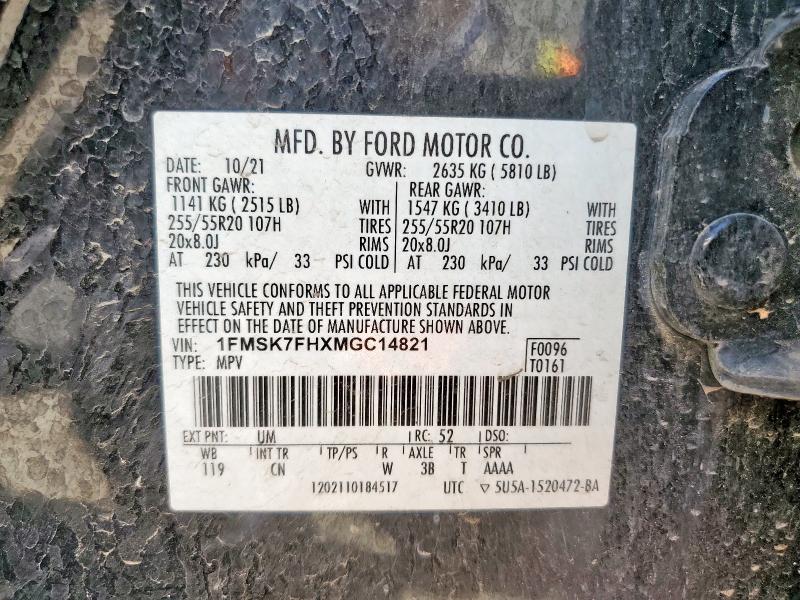 MFD. BY FORD MOTOR CO.
DATE: 10/21 GVWR: 2635 KG ( 5810 LB)
FRONT GAWR: REAR GAWR:
1141 KG ( 2515 LB) WITH 1547 KG ( 3410 LB) WITH
255/55R20 107H TIRES 255/55R20 107H TIRES
20x8.0J RIMS 20x8.0J RIMS
AT 230 kPa/ 33 PSI COLD AT 230 kPa/ 33 PSI COLD
THIS VEHICLE CONFORMS TO ALL APPLICABLE FEDERAL MOTOR
VEHICLE SAFETY AND THEFT PREVENTION STANDARDS IN
EFFECT ON THE DATE OF MANUFACTURE SHOWN ABOVE.
VIN: 1FMSK7FHXMGC14821 F0096
TYPE: MPV T0161
EXT PNT: UM RC: 52 DSO:
WB INT TR TP/PS R AXLE TR SPR
119 CN W 3B T AAAA
1202110184517 UTC ▽ 5U5A-1520472-BA